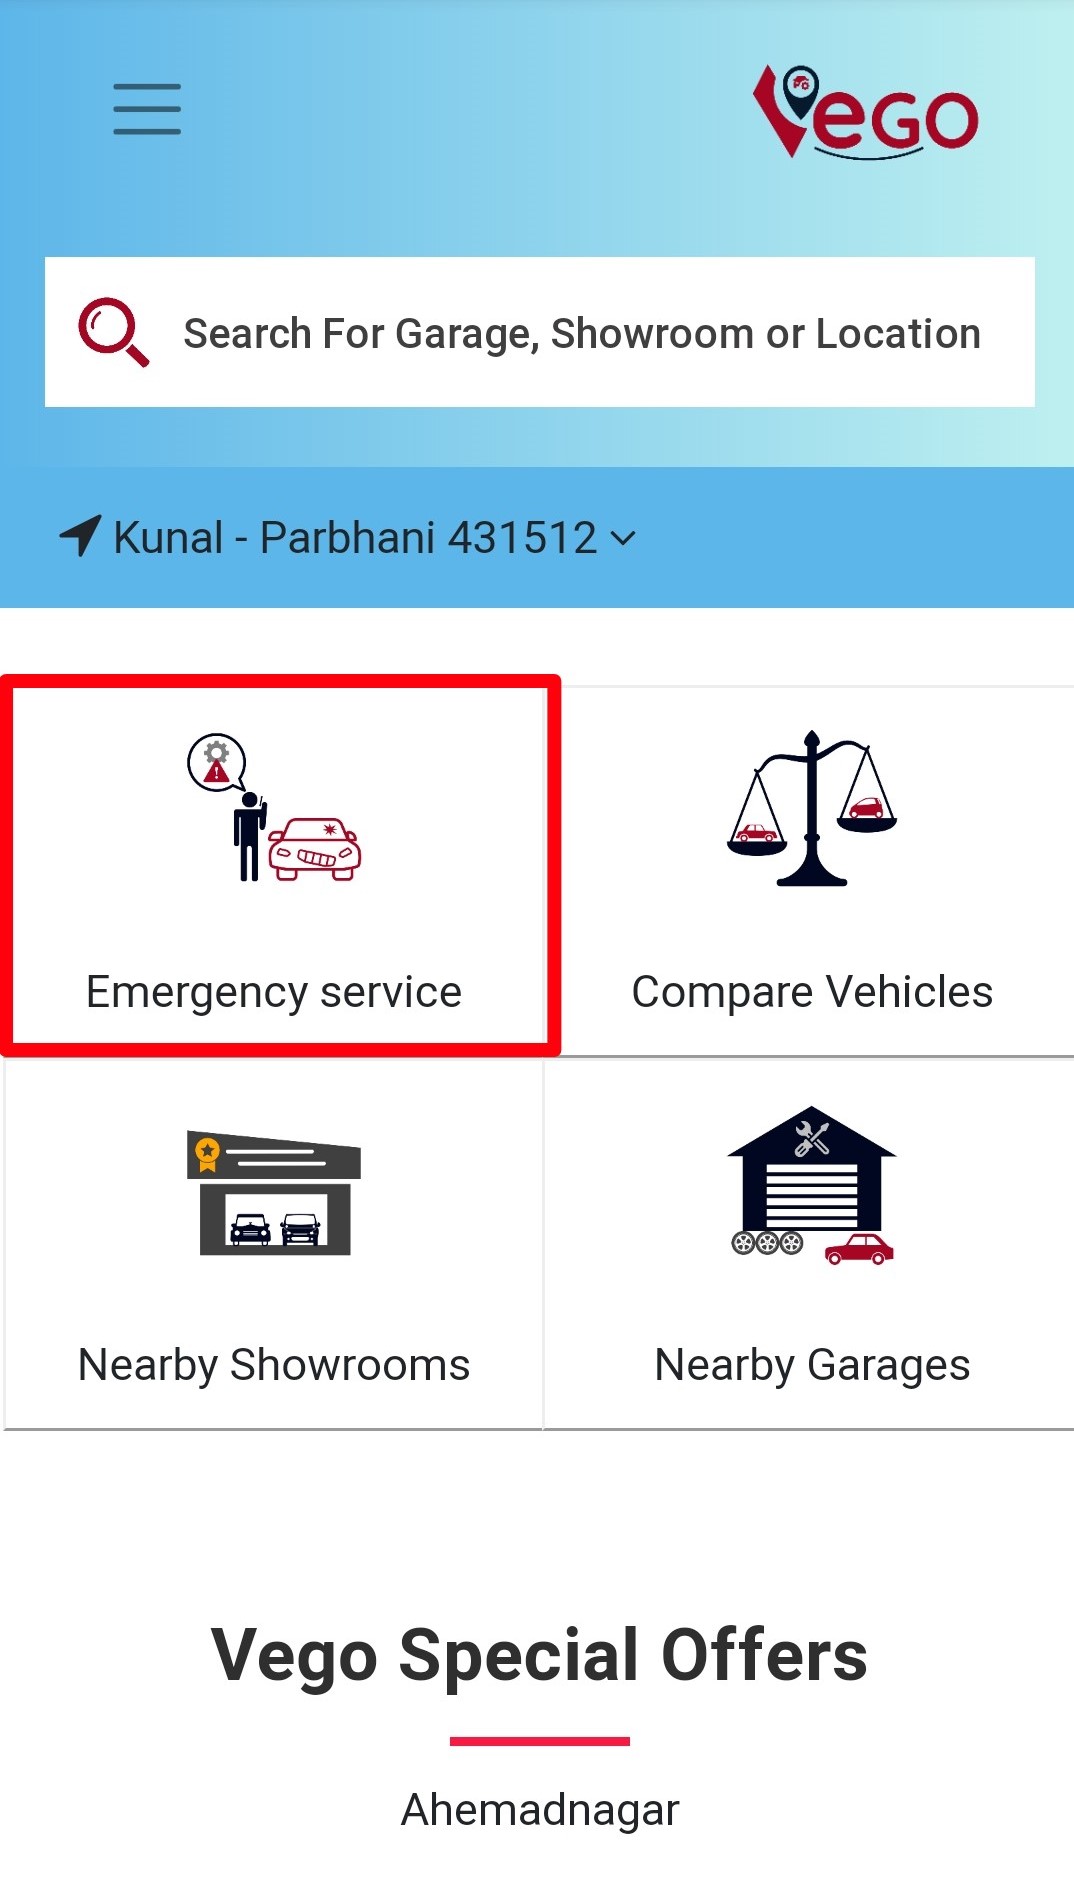 Vego
Search For Garage, Showroom or Location
Kunal - Parbhani 431512
Emergency service
Compare Vehicles
Nearby Showrooms
Nearby Garages
Vego Special Offers
Ahemadnagar